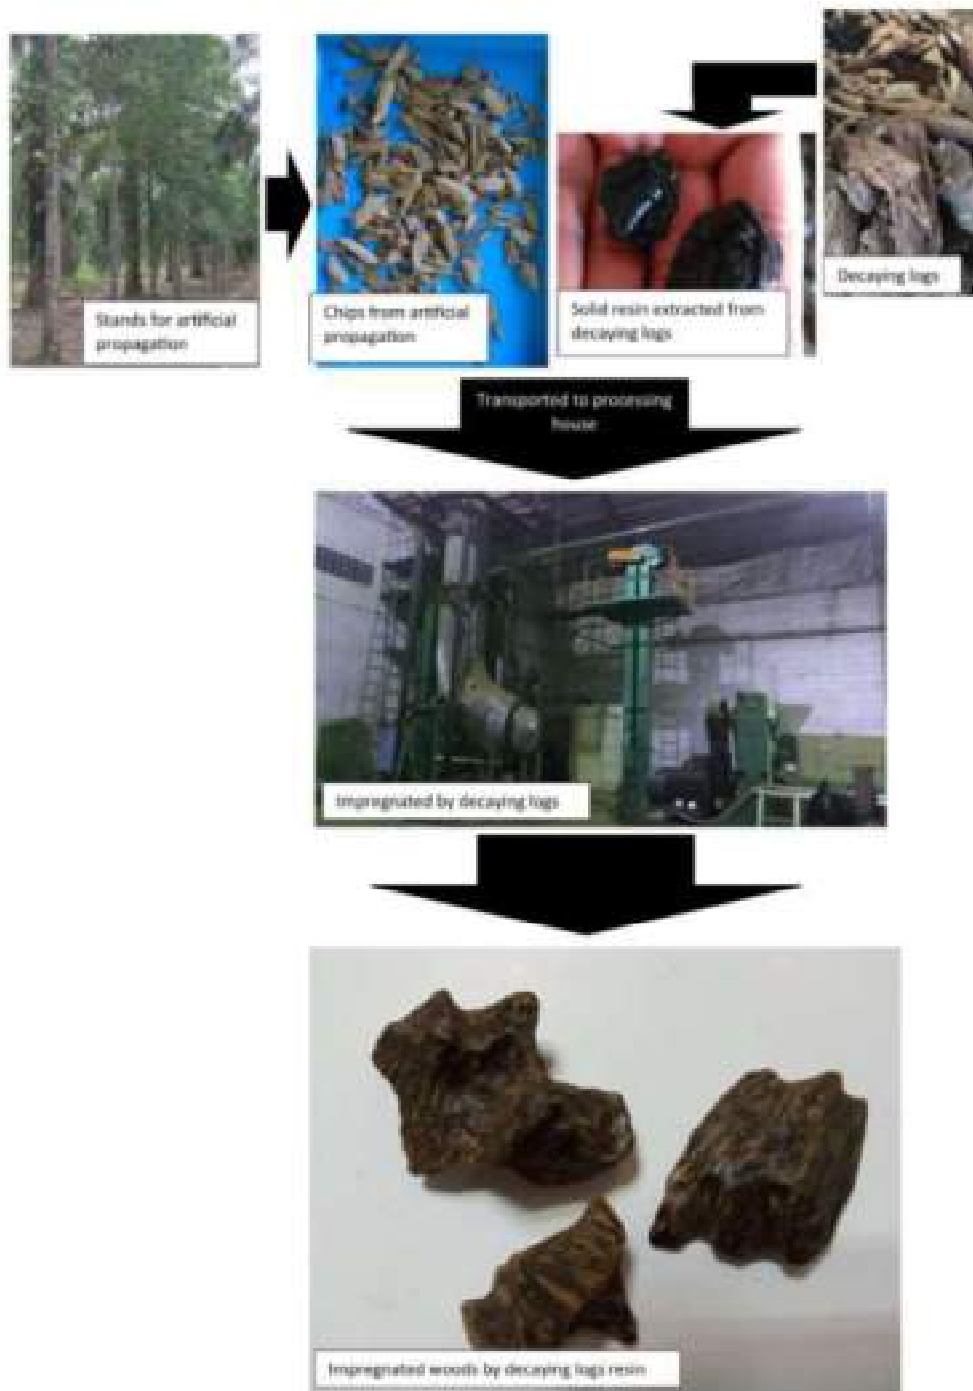 Stands for artificial
propagation
Chips from artificial
propagation
Solid resin extracted from
decaying logs
Decaying logs
Transported to processing
house
Impregnated by decaying logs
Impregnated woods by decaying logs resin